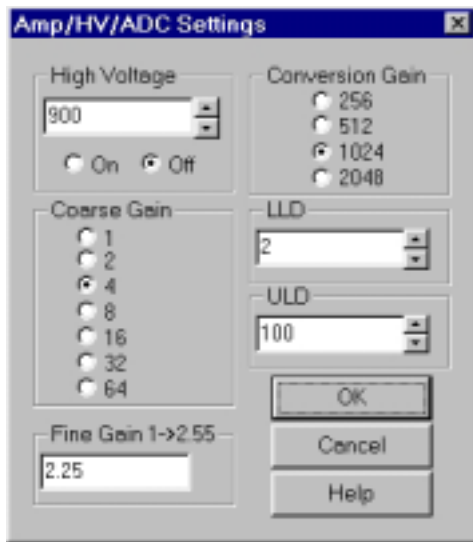 Amp/HV/ADC Settings
High Voltage
900
On Off
Coarse Gain
1
2
4
8
16
32
64
Fine Gain 1->2.55
2.25
Conversion Gain
256
512
1024
2048
LLD
2
ULD
100
OK
Cancel
Help